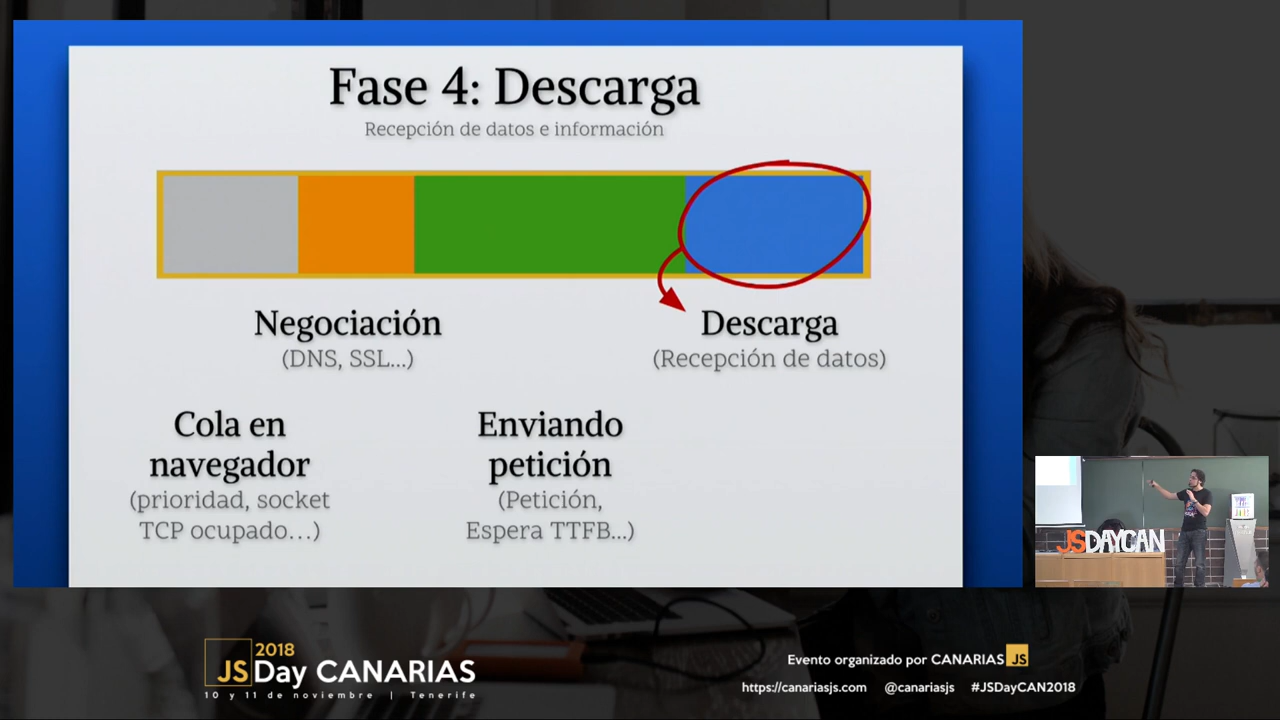 Fase 4: Descarga
Recepción de datos e información
Negociación
(DNS, SSL...)
Descarga
(Recepción de datos)
Cola en
navegador
(prioridad, socket
TCP ocupado...)
Enviando
petición
(Petición,
Espera TTFB...)
JSDAYCAN
2018
JSDay CANARIAS
10 y 11 de noviembre | Tenerife
Evento organizado por CANARIAS JS
https://canariasjs.com @canariasjs #JSDayCAN2018